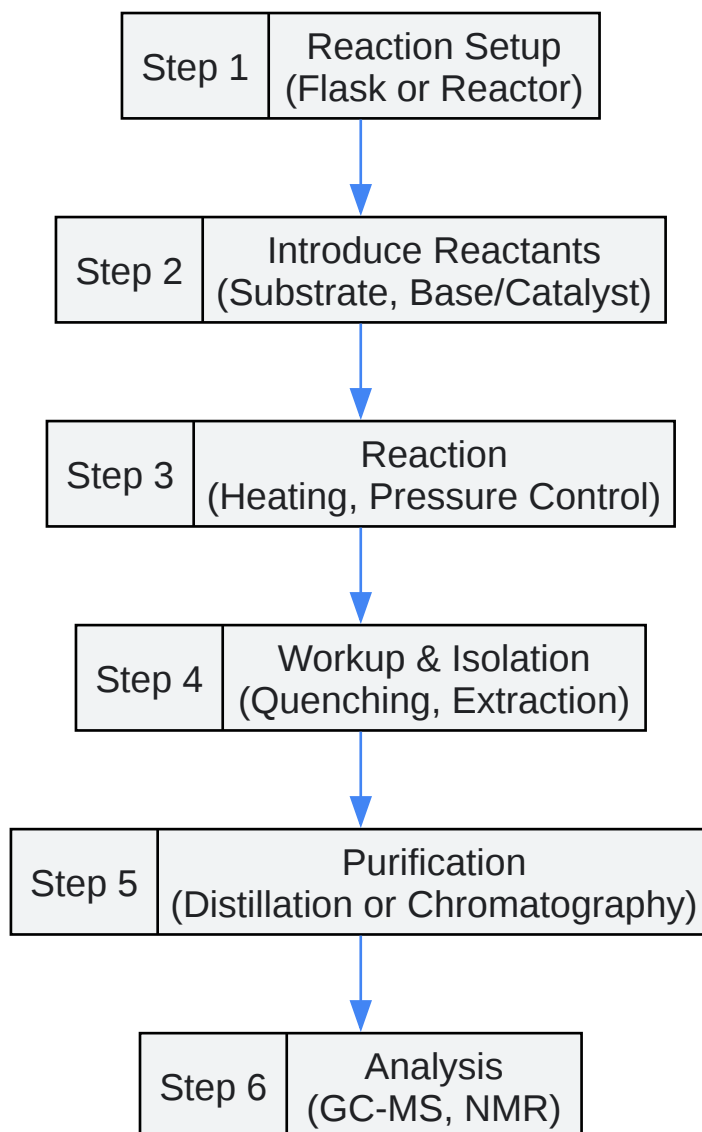 Step 1
Reaction Setup
(Flask or Reactor)
Step 2
Introduce Reactants
(Substrate, Base/Catalyst)
Step 3
Reaction
(Heating, Pressure Control)
Step 4
Workup & Isolation
(Quenching, Extraction)
Step 5
Purification
(Distillation or Chromatography)
Step 6
Analysis
(GC-MS, NMR)